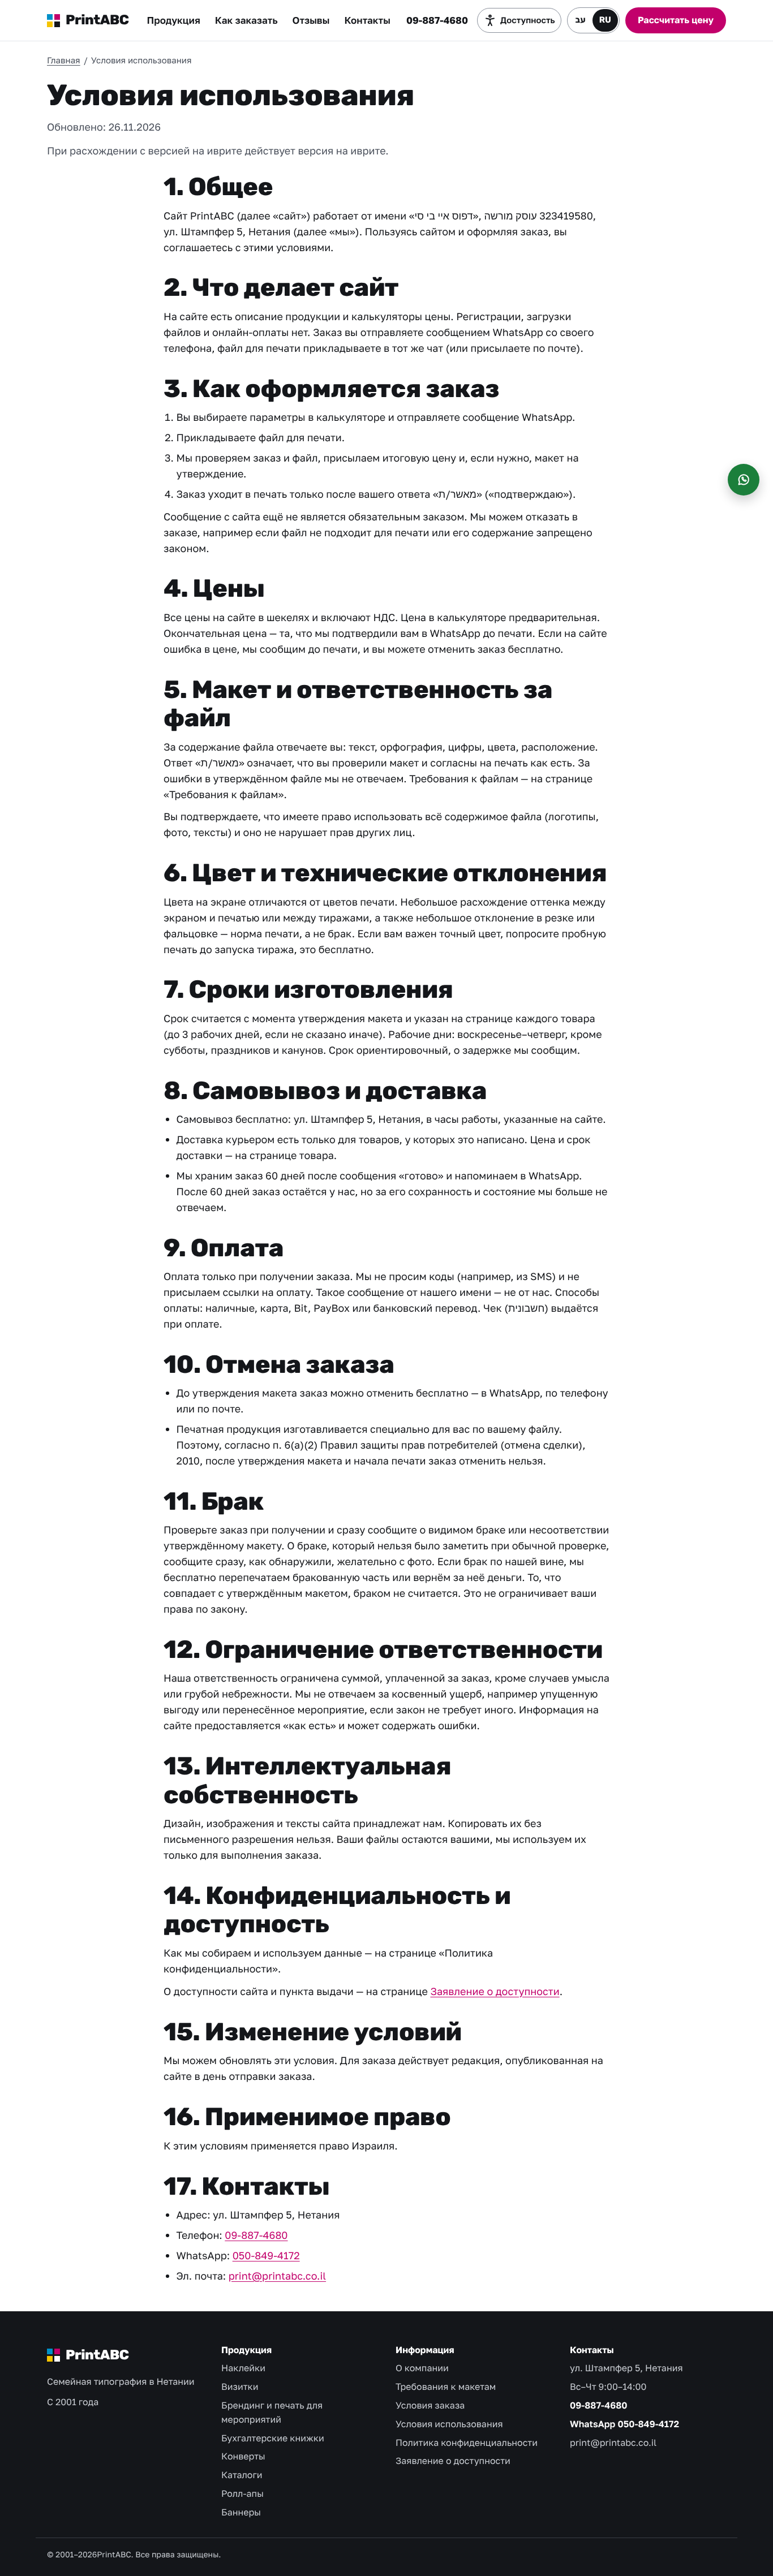 PrintABC Продукция Как заказать Отзывы Контакты 09-887-4680 Доступность עב RU Рассчитать цену
Главная / Условия использования
Условия использования
Обновлено: 26.11.2026
При расхождении с версией на иврите действует версия на иврите.
1. Общее
Сайт PrintABC (далее «сайт») работает от имени «דפוס איי בי סי», עוסק מורשה 323419580,
ул. Штампфер 5, Нетания (далее «мы»). Пользуясь сайтом и оформляя заказ, вы
соглашаетесь с этими условиями.
2. Что делает сайт
На сайте есть описание продукции и калькуляторы цены. Регистрации, загрузки
файлов и онлайн-оплаты нет. Заказ вы отправляете сообщением WhatsApp со своего
телефона, файл для печати прикладываете в тот же чат (или присылаете по почте).
3. Как оформляется заказ
1. Вы выбираете параметры в калькуляторе и отправляете сообщение WhatsApp.
2. Прикладываете файл для печати.
3. Мы проверяем заказ и файл, присылаем итоговую цену и, если нужно, макет на
утверждение.
4. Заказ уходит в печать только после вашего ответа «מאשר/ת» («подтверждаю»).
Сообщение с сайта ещё не является обязательным заказом. Мы можем отказать в
заказе, например если файл не подходит для печати или его содержание запрещено
законом.
4. Цены
Все цены на сайте в шекелях и включают НДС. Цена в калькуляторе предварительная.
Окончательная цена — та, что мы подтвердили вам в WhatsApp до печати. Если на сайте
ошибка в цене, мы сообщим до печати, и вы можете отменить заказ бесплатно.
5. Макет и ответственность за
файл
За содержание файла отвечаете вы: текст, орфография, цифры, цвета, расположение.
Ответ «מאשר/ת» означает, что вы проверили макет и согласны на печать как есть. За
ошибки в утверждённом файле мы не отвечаем. Требования к файлам — на странице
«Требования к файлам».
Вы подтверждаете, что имеете право использовать всё содержимое файла (логотипы,
фото, тексты) и оно не нарушает прав других лиц.
6. Цвет и технические отклонения
Цвета на экране отличаются от цветов печати. Небольшое расхождение оттенка между
экраном и печатью или между тиражами, а также небольшое отклонение в резке или
фальцовке — норма печати, а не брак. Если вам важен точный цвет, попросите пробную
печать до запуска тиража, это бесплатно.
7. Сроки изготовления
Срок считается с момента утверждения макета и указан на странице каждого товара
(до 3 рабочих дней, если не сказано иначе). Рабочие дни: воскресенье–четверг, кроме
субботы, праздников и канунов. Срок ориентировочный, о задержке мы сообщим.
8. Самовывоз и доставка
• Самовывоз бесплатно: ул. Штампфер 5, Нетания, в часы работы, указанные на сайте.
• Доставка курьером есть только для товаров, у которых это написано. Цена и срок
доставки — на странице товара.
• Мы храним заказ 60 дней после сообщения «готово» и напоминаем в WhatsApp.
После 60 дней заказ остаётся у нас, но за его сохранность и состояние мы больше не
отвечаем.
9. Оплата
Оплата только при получении заказа. Мы не просим коды (например, из SMS) и не
присылаем ссылки на оплату. Такое сообщение от нашего имени — не от нас. Способы
оплаты: наличные, карта, Bit, PayBox или банковский перевод. Чек (חשבונית) выдаётся
при оплате.
10. Отмена заказа
• До утверждения макета заказ можно отменить бесплатно — в WhatsApp, по телефону
или по почте.
• Печатная продукция изготавливается специально для вас по вашему файлу.
Поэтому, согласно п. 6(а)(2) Правил защиты прав потребителей (отмена сделки),
2010, после утверждения макета и начала печати заказ отменить нельзя.
11. Брак
Проверьте заказ при получении и сразу сообщите о видимом браке или несоответствии
утверждённому макету. О браке, который нельзя было заметить при обычной проверке,
сообщите сразу, как обнаружили, желательно с фото. Если брак по нашей вине, мы
бесплатно перепечатаем бракованную часть или вернём за неё деньги. То, что
совпадает с утверждённым макетом, браком не считается. Это не ограничивает ваши
права по закону.
12. Ограничение ответственности
Наша ответственность ограничена суммой, уплаченной за заказ, кроме случаев умысла
или грубой небрежности. Мы не отвечаем за косвенный ущерб, например упущенную
выгоду или перенесённое мероприятие, если закон не требует иного. Информация на
сайте предоставляется «как есть» и может содержать ошибки.
13. Интеллектуальная
собственность
Дизайн, изображения и тексты сайта принадлежат нам. Копировать их без
письменного разрешения нельзя. Ваши файлы остаются вашими, мы используем их
только для выполнения заказа.
14. Конфиденциальность и
доступность
Как мы собираем и используем данные — на странице «Политика
конфиденциальности».
О доступности сайта и пункта выдачи — на странице Заявление о доступности.
15. Изменение условий
Мы можем обновлять эти условия. Для заказа действует редакция, опубликованная на
сайте в день отправки заказа.
16. Применимое право
К этим условиям применяется право Израиля.
17. Контакты
• Адрес: ул. Штампфер 5, Нетания
• Телефон: 09-887-4680
• WhatsApp: 050-849-4172
• Эл. почта: print@printabc.co.il
PrintABC
Семейная типография в Нетании
С 2001 года
Продукция
Наклейки
Визитки
Брендинг и печать для
мероприятий
Бухгалтерские книжки
Конверты
Каталоги
Ролл-апы
Баннеры
Информация
О компании
Требования к макетам
Условия заказа
Условия использования
Политика конфиденциальности
Заявление о доступности
Контакты
ул. Штампфер 5, Нетания
Вс–Чт 9:00–14:00
09-887-4680
WhatsApp 050-849-4172
print@printabc.co.il
© 2001–2026PrintABC. Все права защищены.